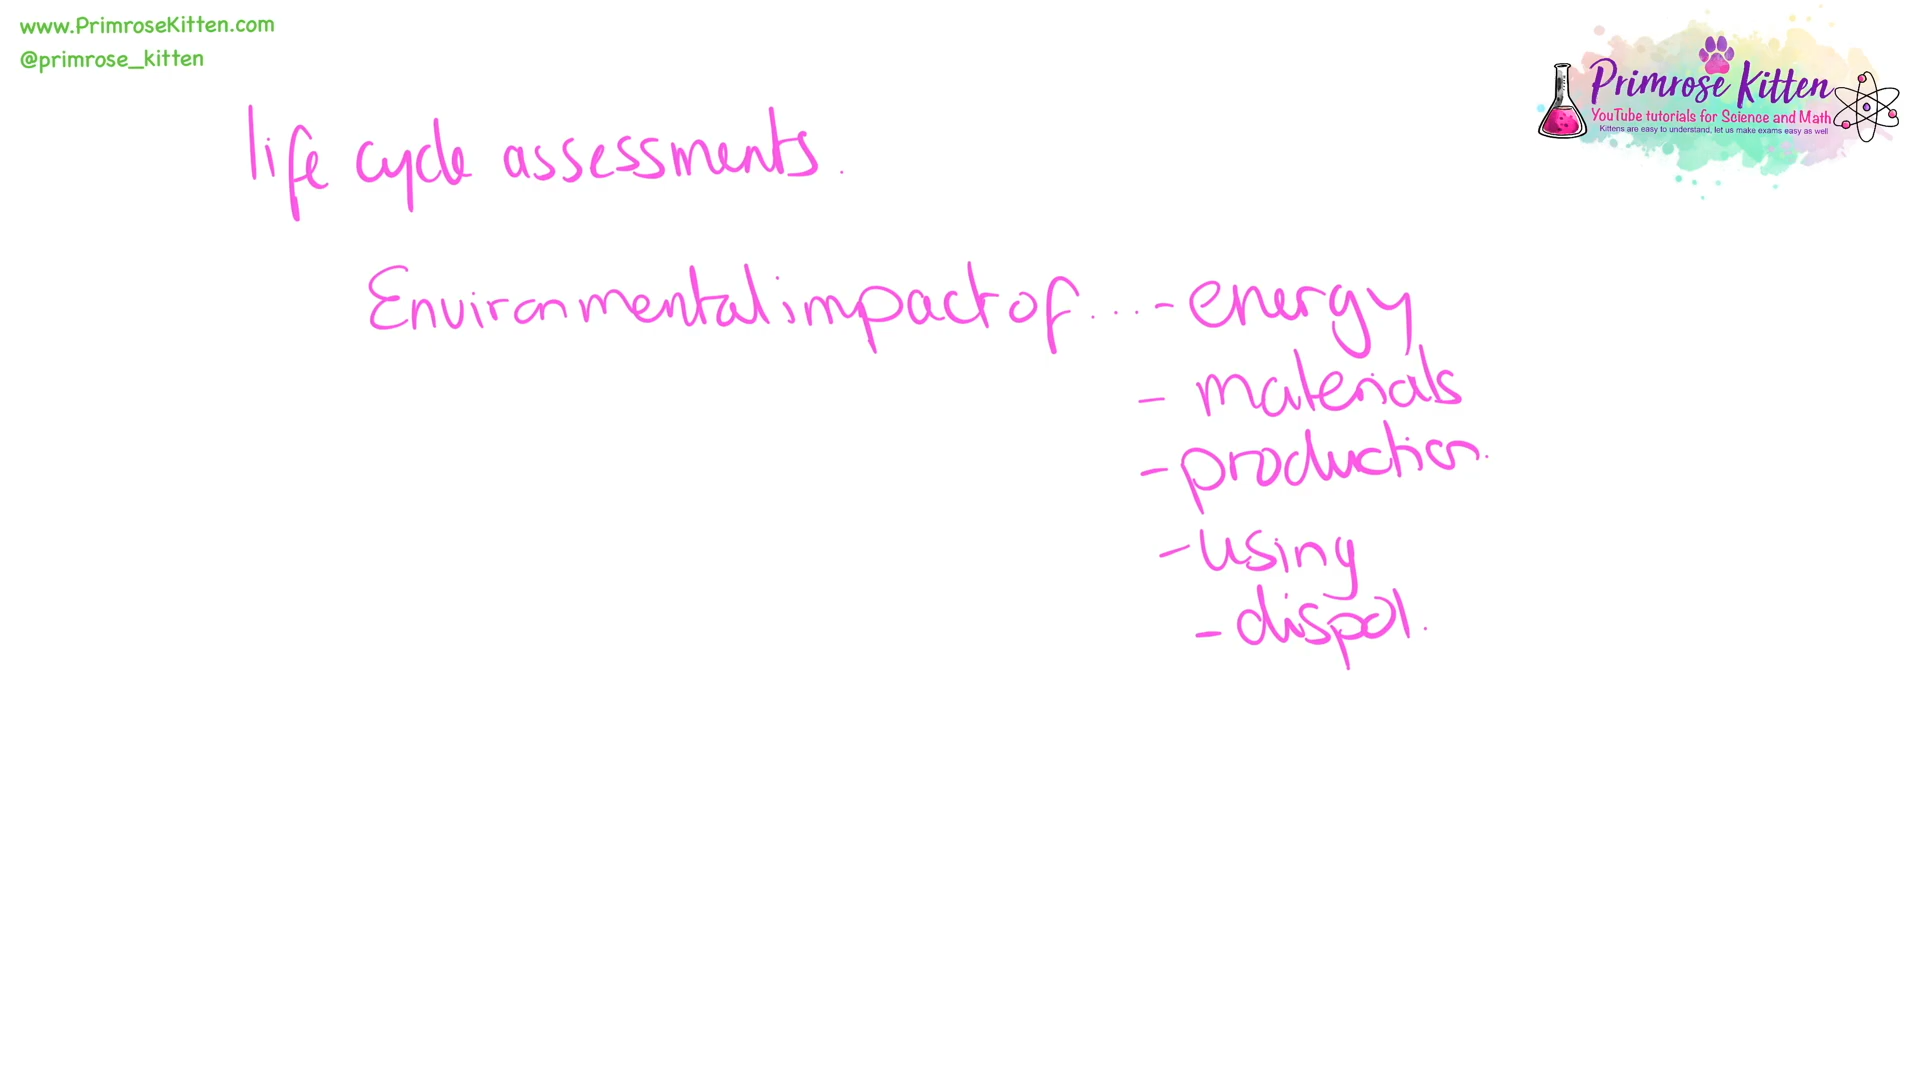 www.PrimroseKitten.com
@primrose_kitten
Primrose Kitten
YouTube tutorials for Science and Math
Kittens are easy to understand, let us make exams easy as well
life cycle assessments.
Environmental impact of ... - energy
- materials
- production.
- using
- dispol.